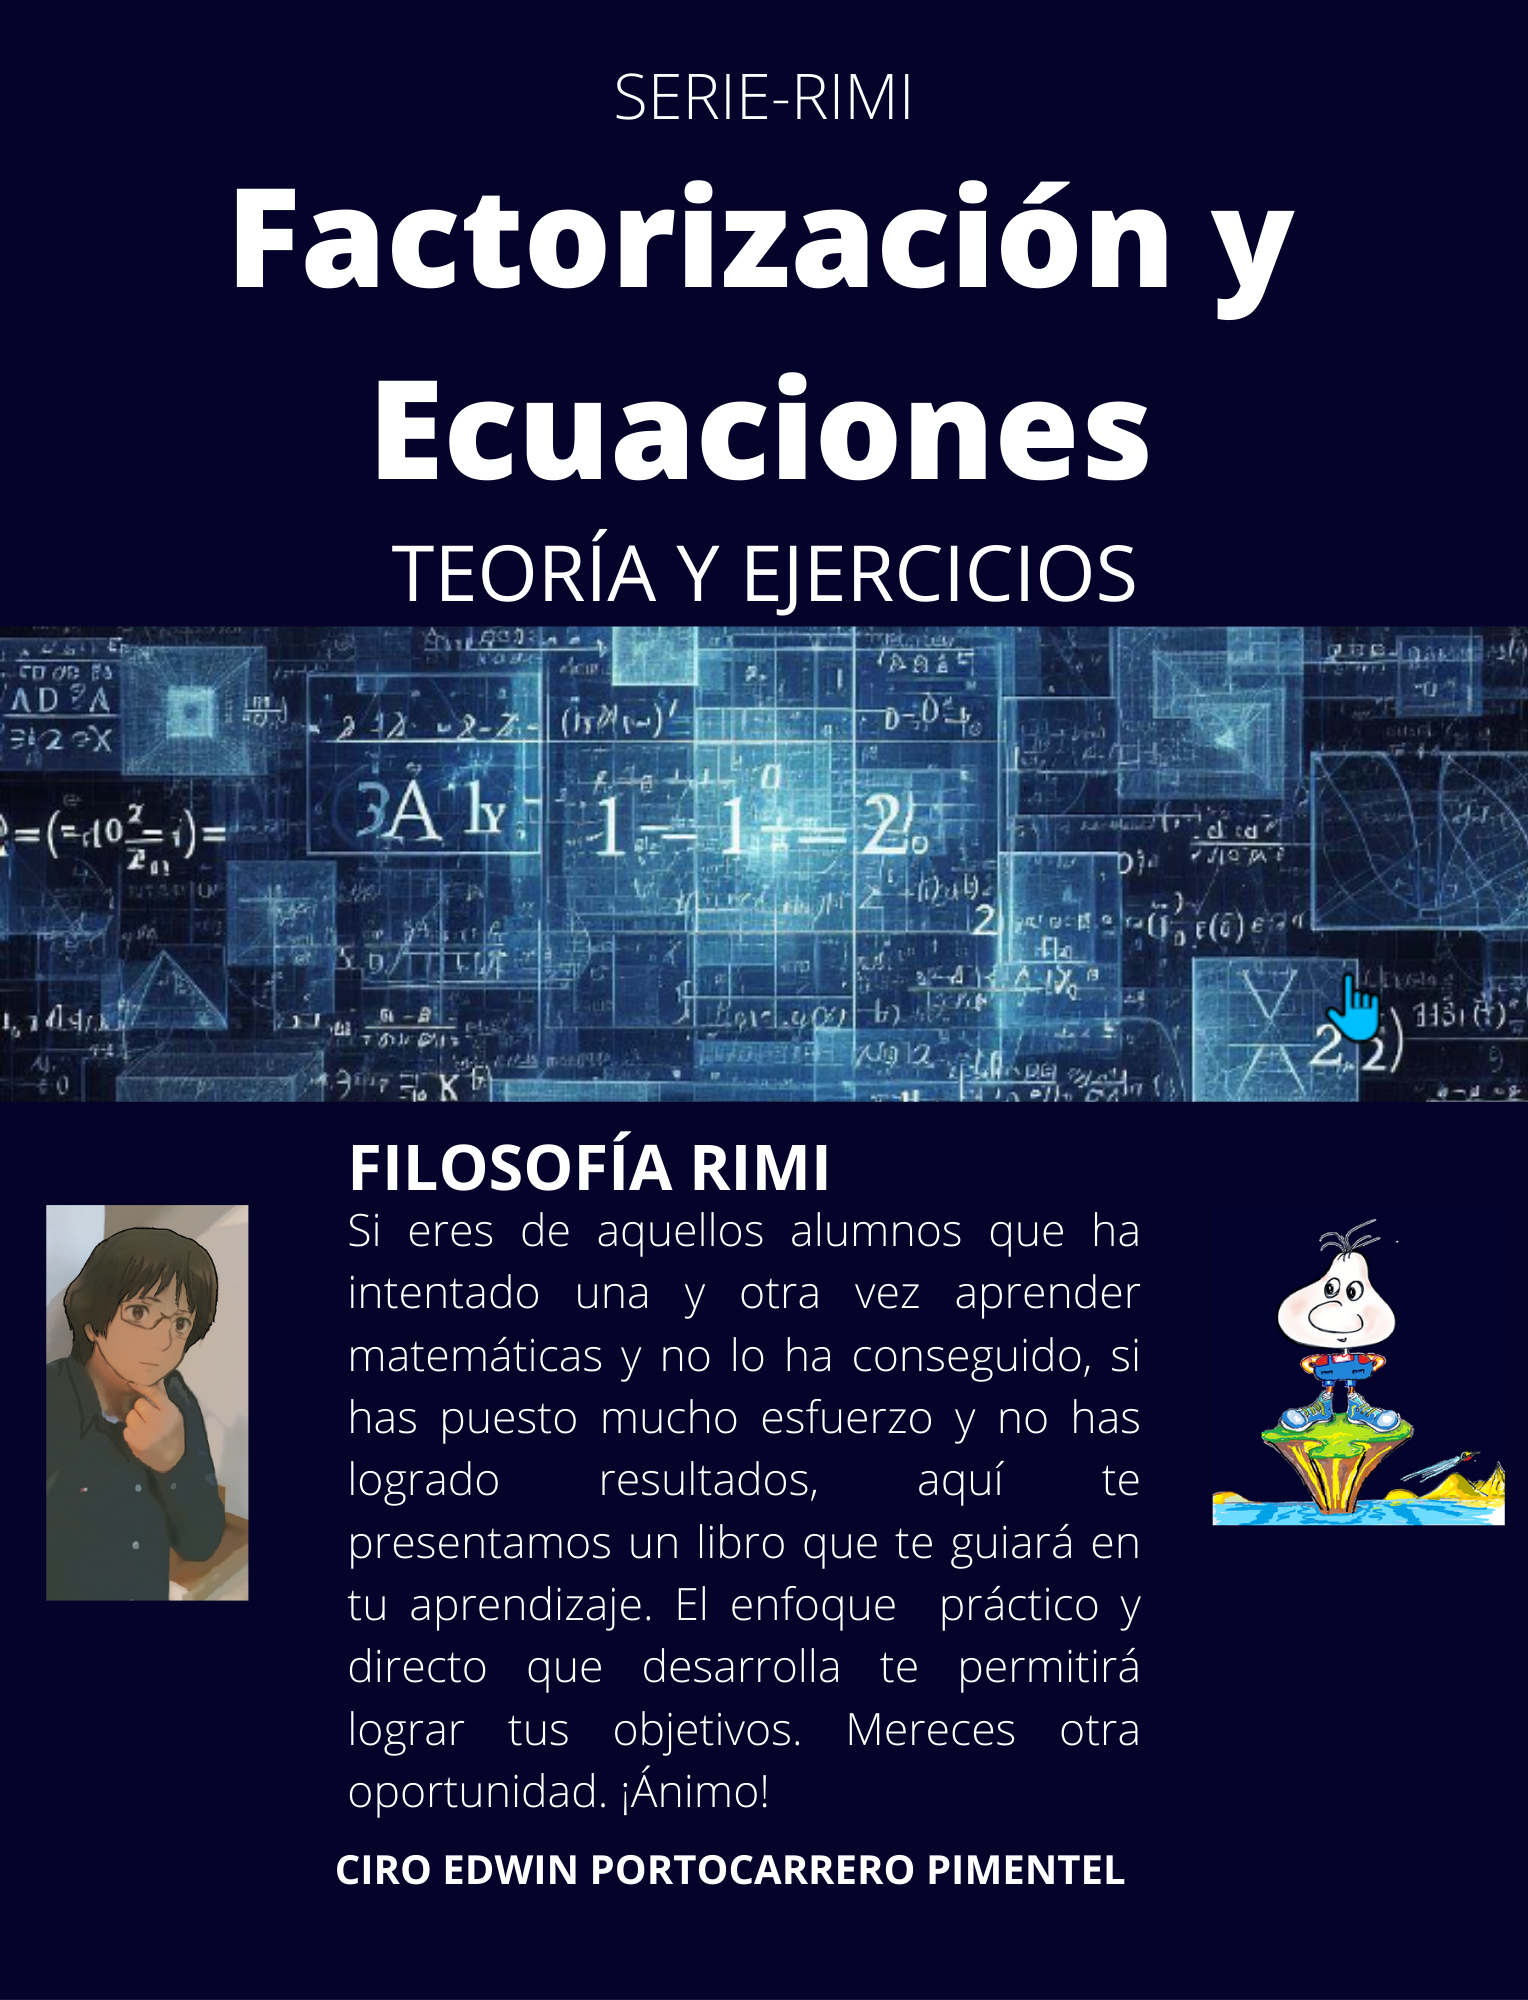 SERIE-RIMI
Factorización y
Ecuaciones
TEORÍA Y EJERCICIOS
FILOSOFÍA RIMI
Si eres de aquellos alumnos que ha
intentado una y otra vez aprender
matemáticas y no lo ha conseguido, si
has puesto mucho esfuerzo y no has
logrado resultados, aquí te
presentamos un libro que te guiará en
tu aprendizaje. El enfoque práctico y
directo que desarrolla te permitirá
lograr tus objetivos. Mereces otra
oportunidad. ¡Ánimo!
CIRO EDWIN PORTOCARRERO PIMENTEL